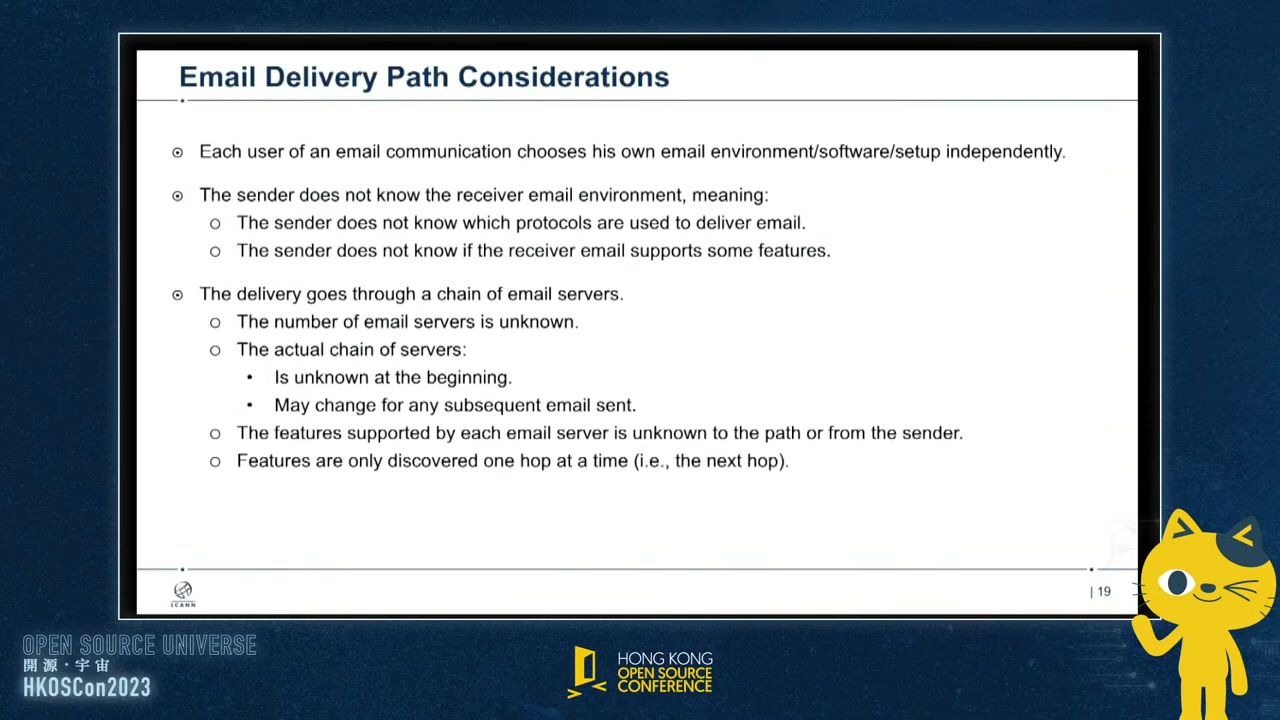 Email Delivery Path Considerations
Each user of an email communication chooses his own email environment/software/setup independently.
The sender does not know the receiver email environment, meaning:
The sender does not know which protocols are used to deliver email.
The sender does not know if the receiver email supports some features.
The delivery goes through a chain of email servers.
The number of email servers is unknown.
The actual chain of servers:
Is unknown at the beginning.
May change for any subsequent email sent.
The features supported by each email server is unknown to the path or from the sender.
Features are only discovered one hop at a time (i.e., the next hop).
ICANN
| 19
OPEN SOURCE UNIVERSE
開源·宇宙
HKOSCon2023
HONG KONG
OPEN SOURCE
CONFERENCE